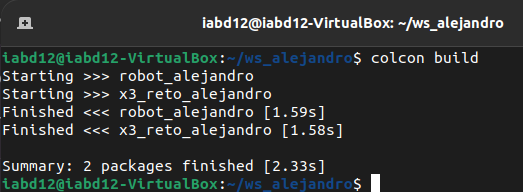 iabd12@iabd12-VirtualBox: ~/ws_alejandro
iabd12@iabd12-VirtualBox:~/ws_alejandro$ colcon build
Starting >>> robot_alejandro
Starting >>> x3_reto_alejandro
Finished <<< robot_alejandro [1.59s]
Finished <<< x3_reto_alejandro [1.58s]

Summary: 2 packages finished [2.33s]
iabd12@iabd12-VirtualBox:~/ws_alejandro$